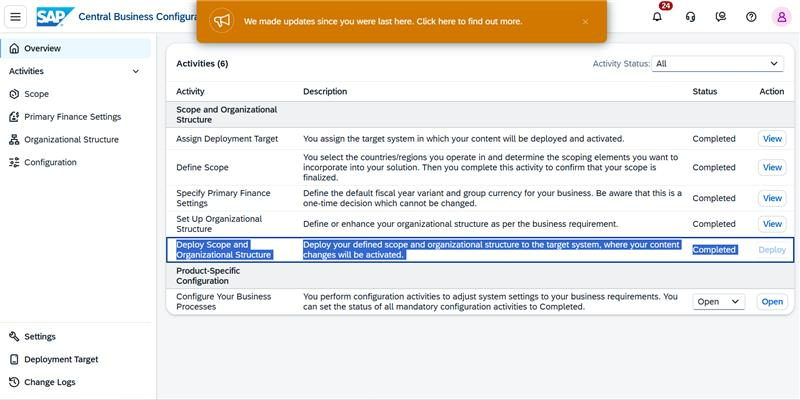 SAP
Central Business Configura
We made updates since you were last here. Click here to find out more.
24
Overview
Activities
Scope
Primary Finance Settings
Organizational Structure
Configuration
Settings
Deployment Target
Change Logs
Activities (6)
Activity Status: All
Activity Description Status Action
Scope and Organizational
Structure
Assign Deployment Target You assign the target system in which your content will be deployed and activated. Completed View
You select the countries/regions you operate in and determine the scoping elements you want to
Define Scope incorporate into your solution. Then you complete this activity to confirm that your scope is Completed View
finalized.
Specify Primary Finance Define the default fiscal year variant and group currency for your business. Be aware that this is a
Settings one-time decision which cannot be changed. Completed View
Set Up Organizational
Structure Define or enhance your organizational structure as per the business requirement. Completed View
Deploy Scope and Deploy your defined scope and organizational structure to the target system, where your content
Organizational Structure changes will be activated. Completed Deploy
Product-Specific
Configuration
Configure Your Business You perform configuration activities to adjust system settings to your business requirements. You
Processes can set the status of all mandatory configuration activities to Completed. Open Open